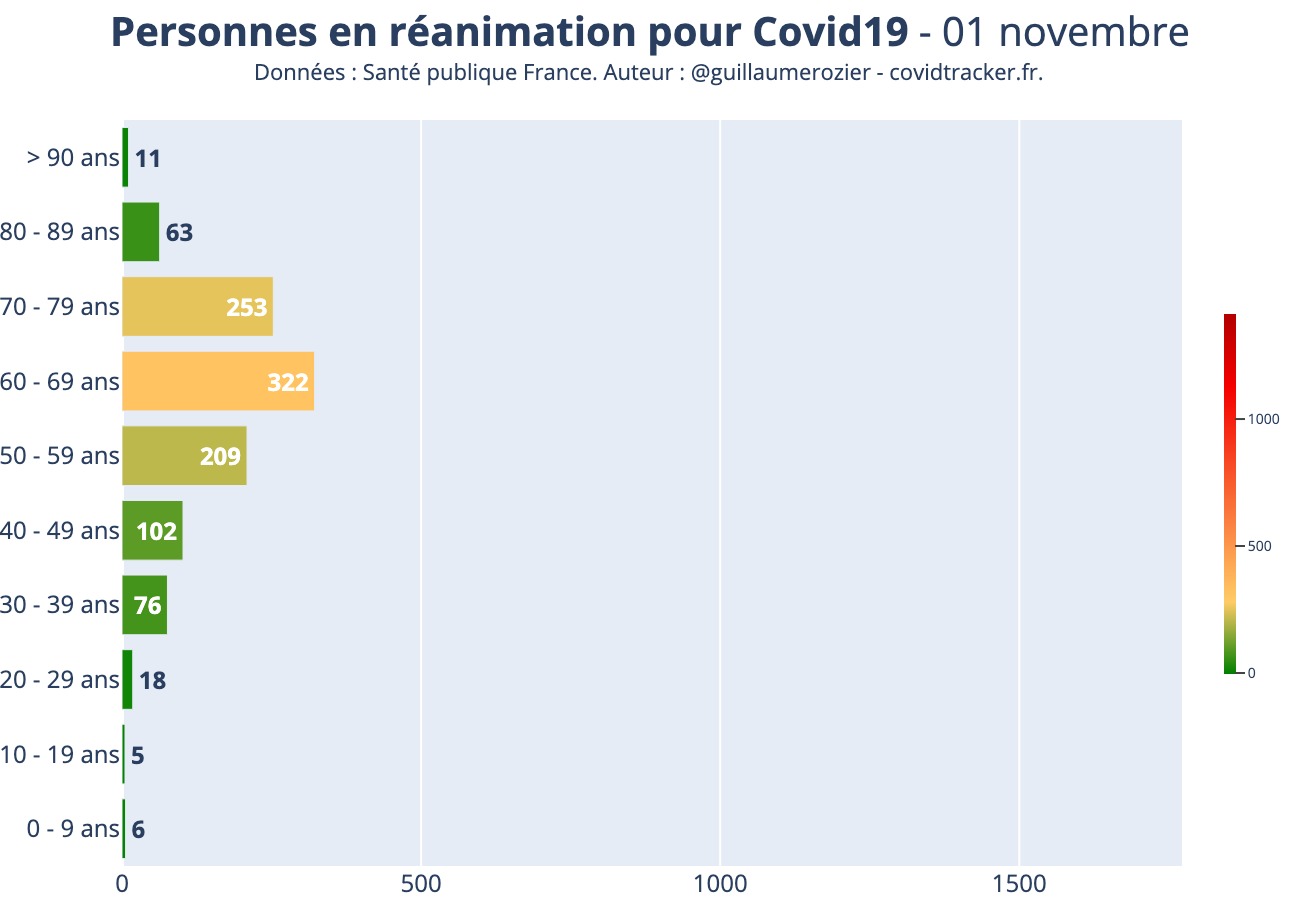 Personnes en réanimation pour Covid19 - 01 novembre
Données : Santé publique France. Auteur : @guillaumerozier - covidtracker.fr.
> 90 ans 11
80 - 89 ans 63
70 - 79 ans 253
60 - 69 ans 322
50 - 59 ans 209
40 - 49 ans 102
30 - 39 ans 76
20 - 29 ans 18
10 - 19 ans 5
0 - 9 ans 6
0 500 1000 1500
1000
500
0